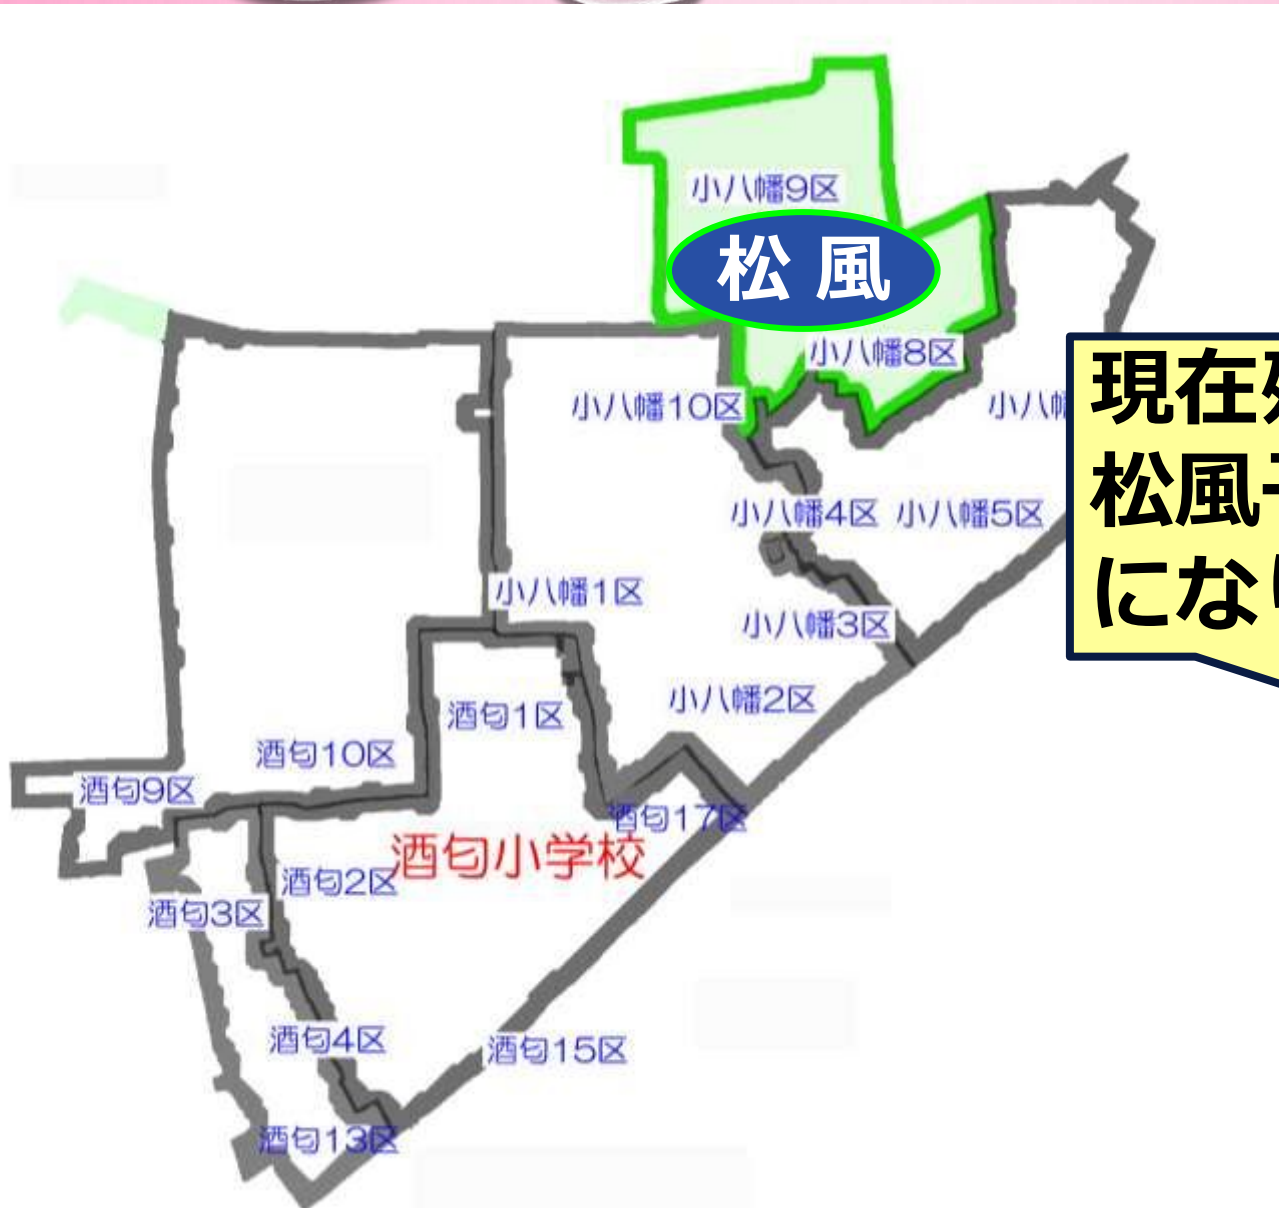 小八幡9区
松風
小八幡8区
小八幡10区
小八幡
現在
松風
にな
小八幡4区
小八幡5区
小八幡1区
小八幡3区
小八幡2区
酒匂1区
酒匂10区
酒匂9区
酒匂17区
酒匂小学校
酒匂2区
酒匂3区
酒匂4区
酒匂15区
酒匂13区